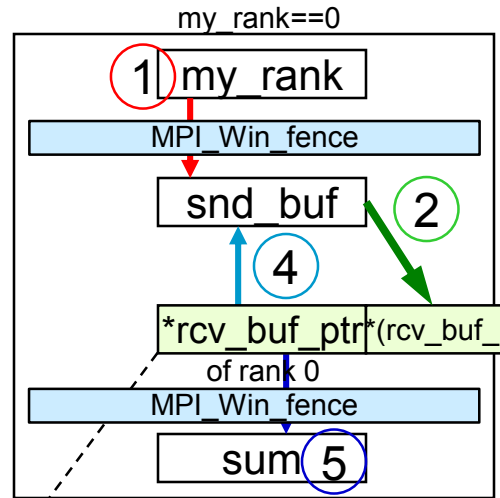 my_rank==0
1 my_rank
MPI_Win_fence
snd_buf
2
4
*rcv_buf_ptr *(rcv_buf_
of rank 0
MPI_Win_fence
sum 5